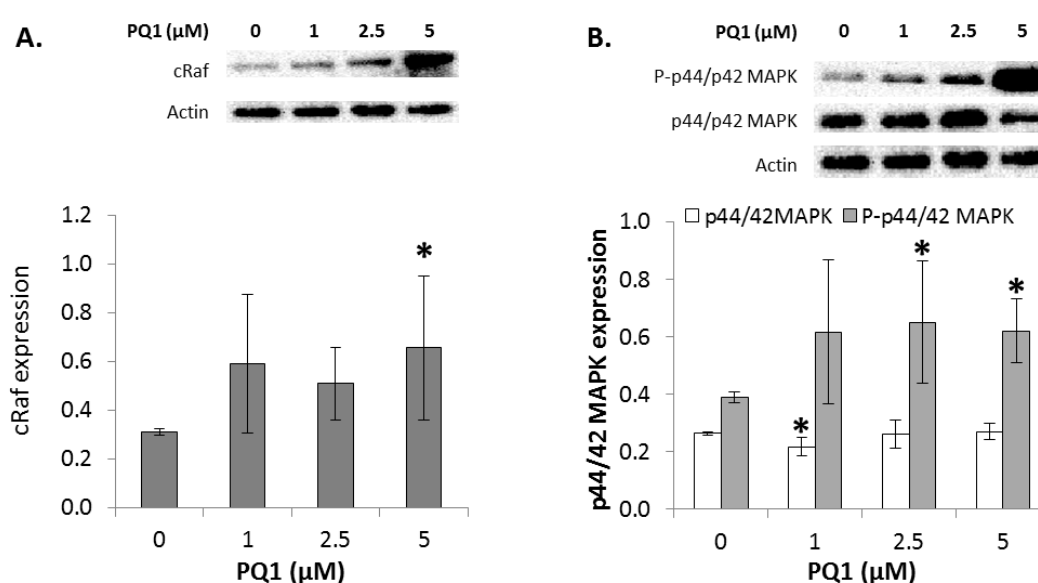 A.
PQ1 (µM) 0 1 2.5 5
cRaf
Actin
1.2
1.0
0.8
0.6
0.4
0.2
0.0
cRaf expression
*
0 1 2.5 5
PQ1 (µM)
B.
PQ1 (µM) 0 1 2.5 5
P-p44/p42 MAPK
p44/p42 MAPK
Actin
p44/42MAPK P-p44/42 MAPK
1.0
0.8
0.6
0.4
0.2
0.0
p44/42 MAPK expression
* * *
0 1 2.5 5
PQ1 (µM)